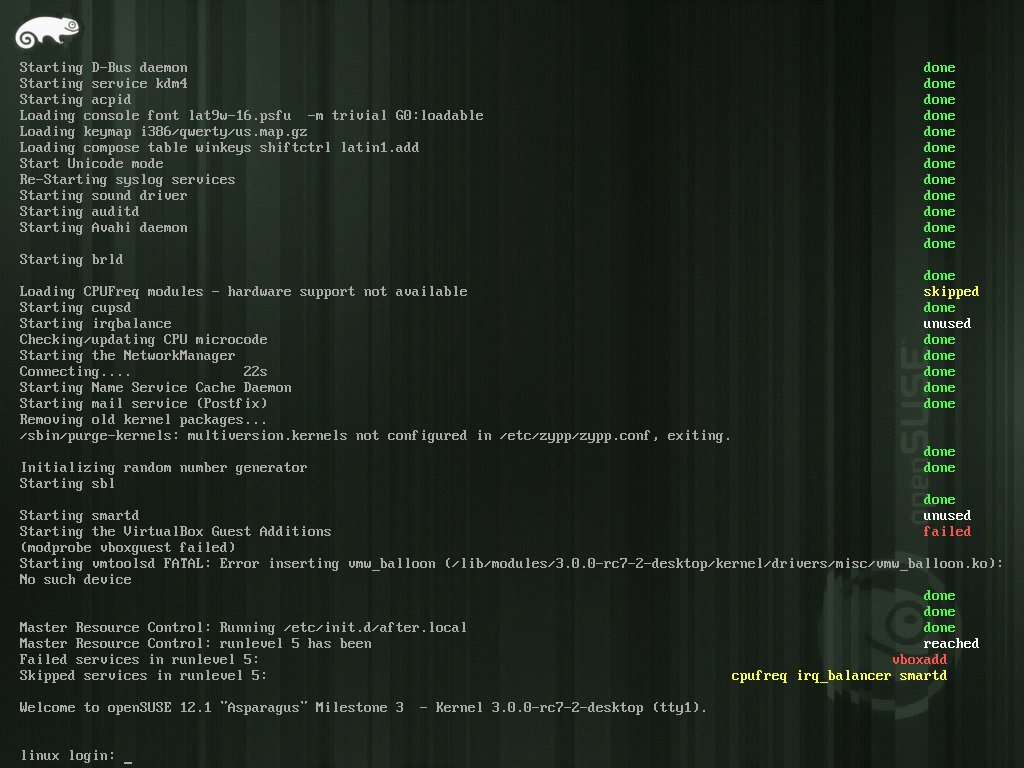 Starting D-Bus daemon done
Starting service kdm4 done
Starting acpid done
Loading console font lat9w-16.psfu  -m trivial G0:loadable done
Loading keymap i386/qwerty/us.map.gz done
Loading compose table winkeys shiftctrl latin1.add done
Start Unicode mode done
Re-Starting syslog services done
Starting sound driver done
Starting auditd done
Starting Avahi daemon done
done
Starting brld
done
Loading CPUFreq modules - hardware support not available skipped
Starting cupsd done
Starting irqbalance unused
Checking/updating CPU microcode done
Starting the NetworkManager done
Connecting.... 22s done
Starting Name Service Cache Daemon done
Starting mail service (Postfix) done
Removing old kernel packages...
/sbin/purge-kernels: multiversion.kernels not configured in /etc/zypp/zypp.conf, exiting.
done
Initializing random number generator done
Starting sbl
done
Starting smartd unused
Starting the VirtualBox Guest Additions failed
(modprobe vboxguest failed)
Starting vmtoolsd FATAL: Error inserting vmw_balloon (/lib/modules/3.0.0-rc7-2-desktop/kernel/drivers/misc/vmw_balloon.ko):
No such device
done
done
Master Resource Control: Running /etc/init.d/after.local done
Master Resource Control: runlevel 5 has been reached
Failed services in runlevel 5: vboxadd
Skipped services in runlevel 5: cpufreq irq_balancer smartd
Welcome to openSUSE 12.1 "Asparagus" Milestone 3  - Kernel 3.0.0-rc7-2-desktop (tty1).
linux login: _
openSUSE